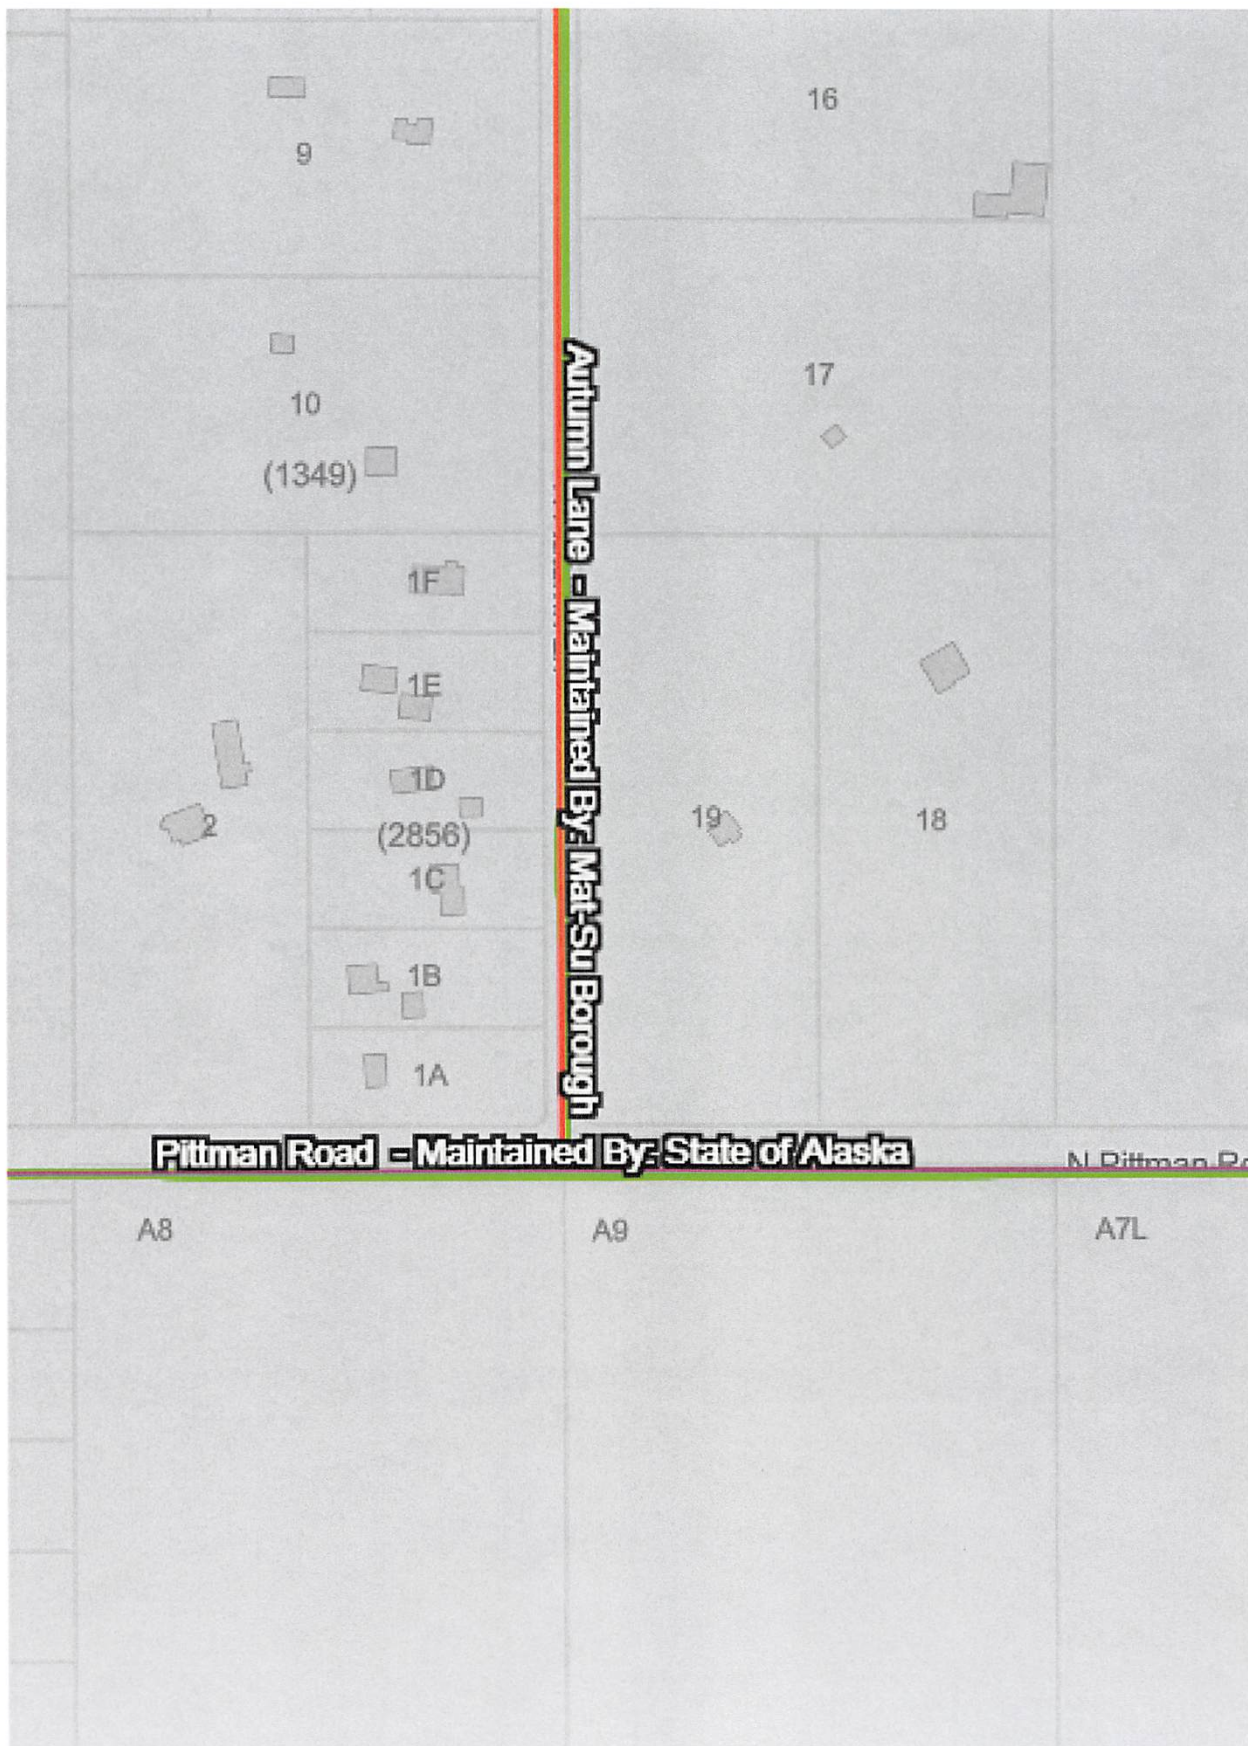 16
9
17
10
(1349)
Autumn Lane - Maintained By: Mat-Su Borough
1F
1E
1D
2
(2856)
19
18
1C
1B
1A
Pittman Road - Maintained By: State of Alaska
N Pittman
A8
A9
A7L